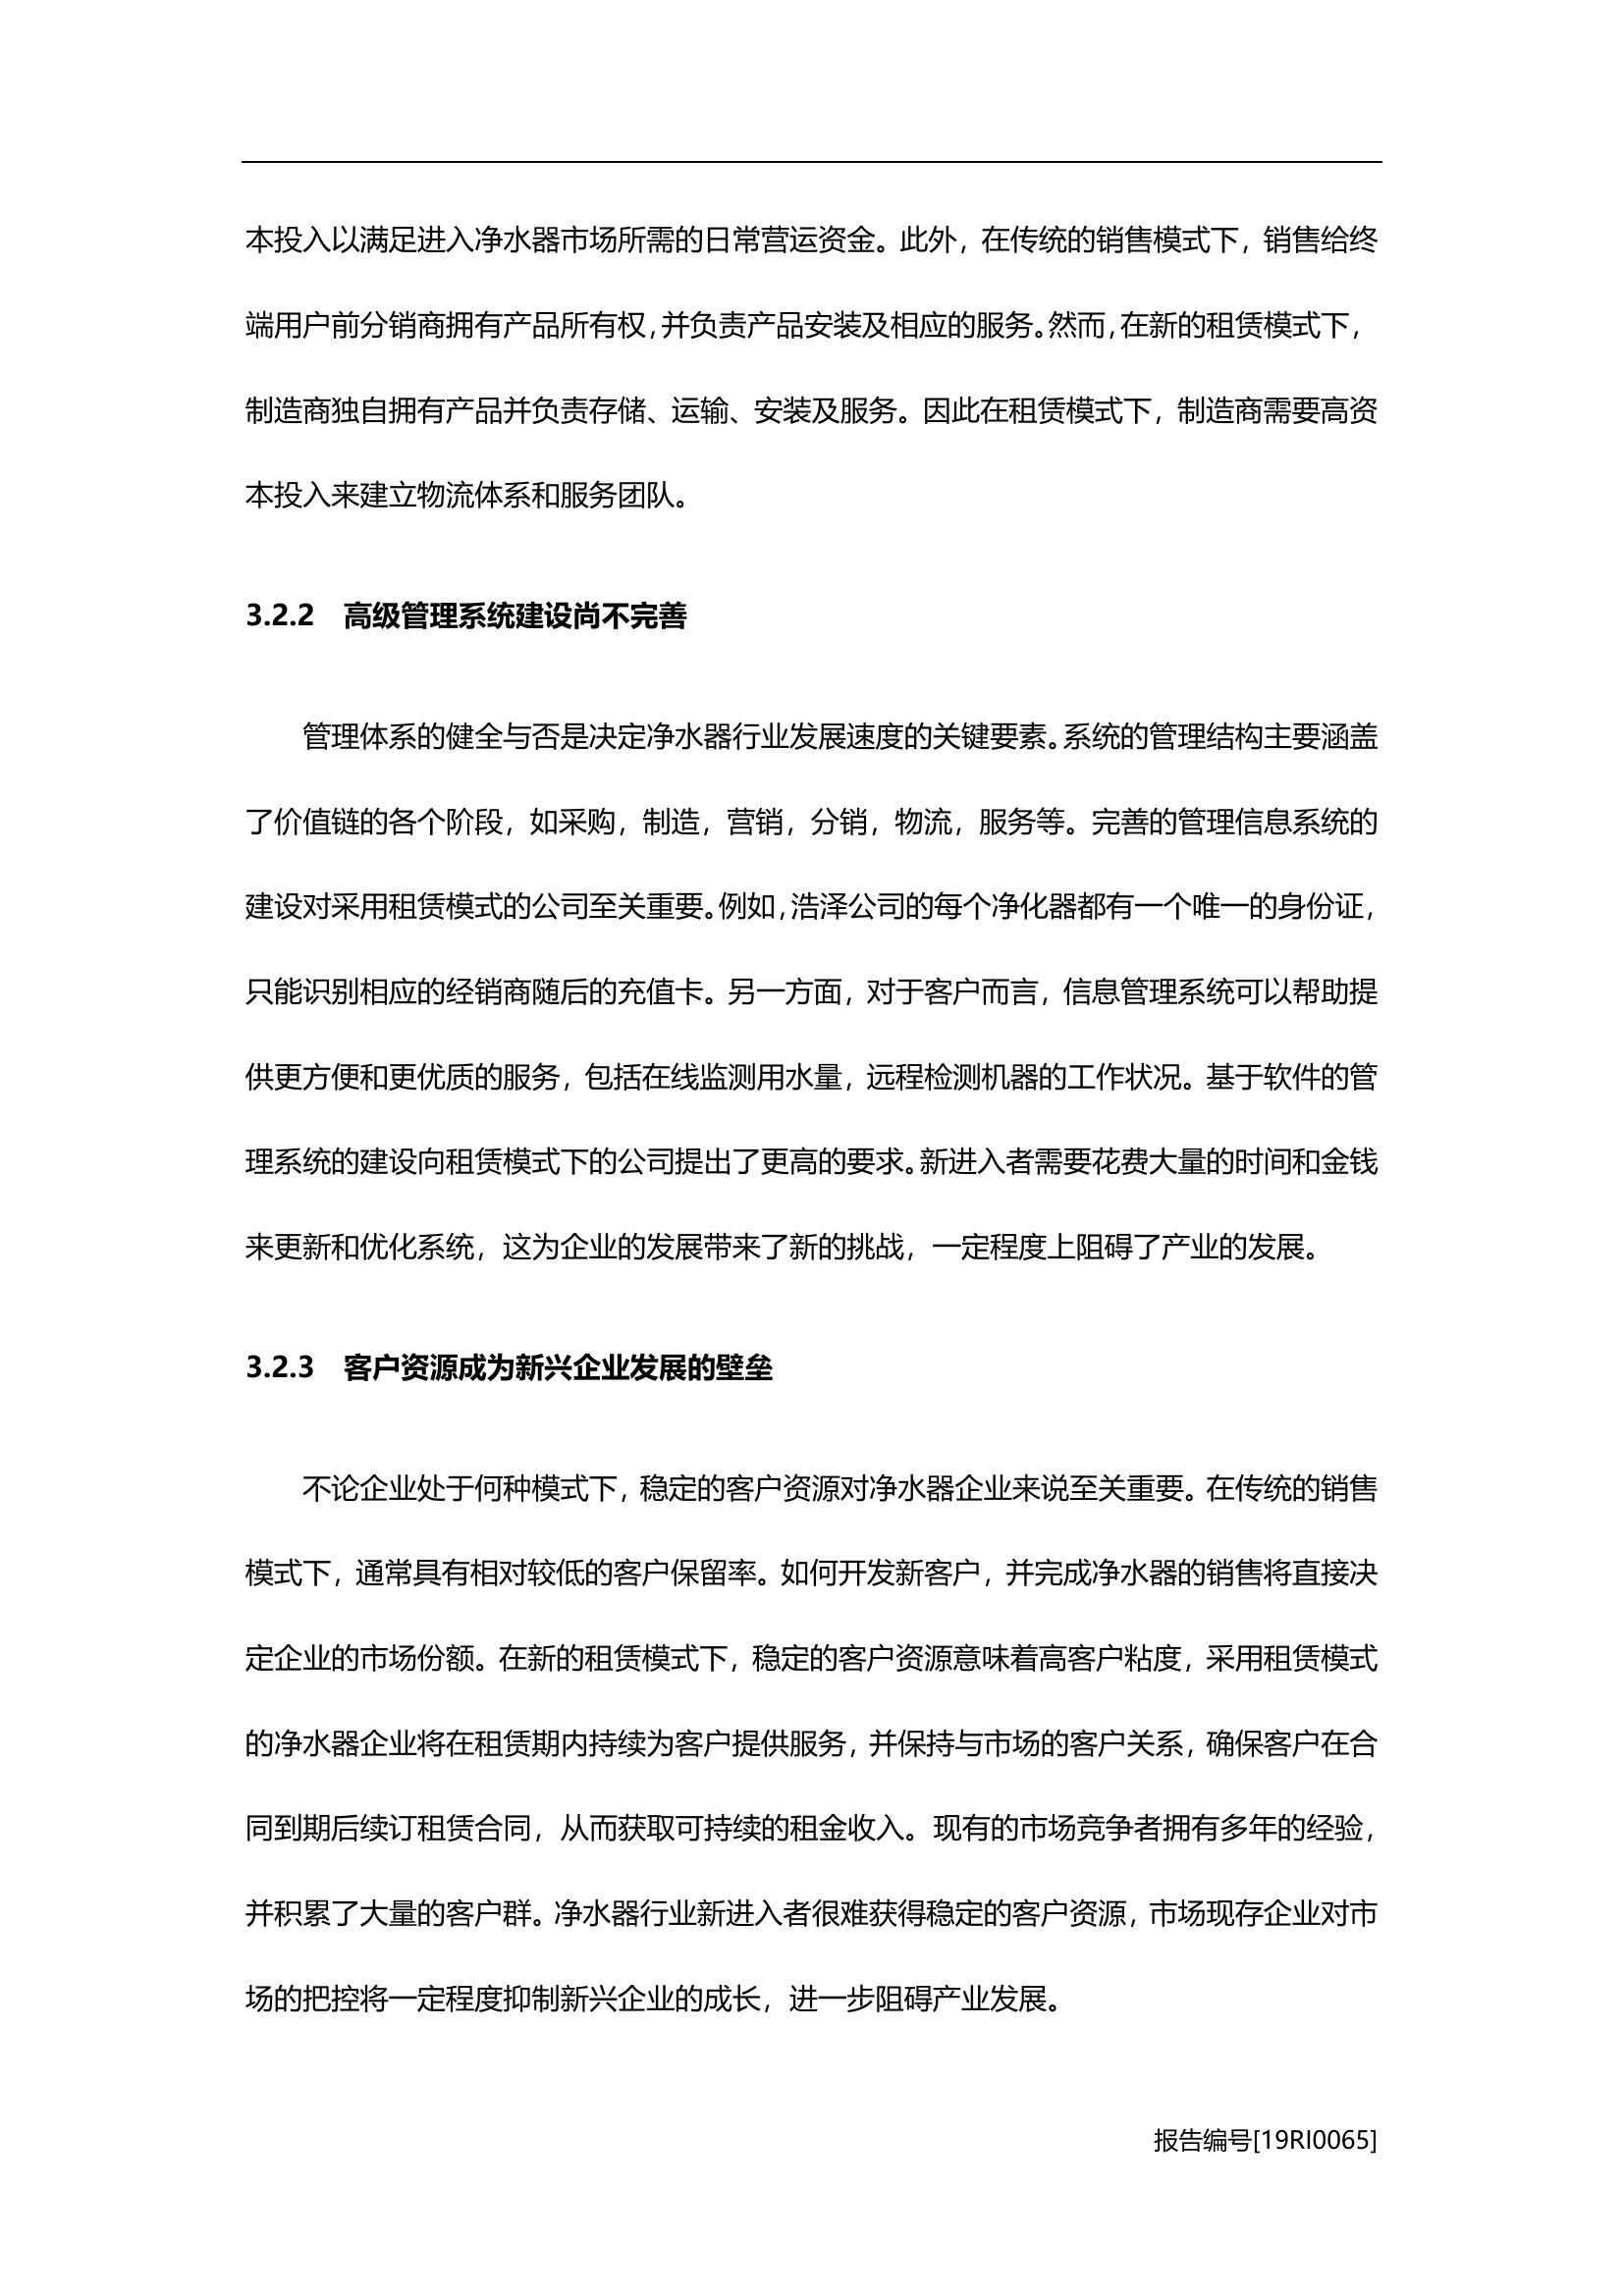 本投入以满足进入净水器市场所需的日常营运资金。此外，在传统的销售模式下，销售给终
端用户前分销商拥有产品所有权，并负责产品安装及相应的服务。然而，在新的租赁模式下，
制造商独自拥有产品并负责存储、运输、安装及服务。因此在租赁模式下，制造商需要高资
本投入来建立物流体系和服务团队。
3.2.2 高级管理系统建设尚不完善
管理体系的健全与否是决定净水器行业发展速度的关键要素。系统的管理结构主要涵盖
了价值链的各个阶段，如采购，制造，营销，分销，物流，服务等。完善的管理信息系统的
建设对采用租赁模式的公司至关重要。例如，浩泽公司的每个净化器都有一个唯一的身份证，
只能识别相应的经销商随后的充值卡。另一方面，对于客户而言，信息管理系统可以帮助提
供更方便和更优质的服务，包括在线监测用水量，远程检测机器的工作状况。基于软件的管
理系统的建设向租赁模式下的公司提出了更高的要求。新进入者需要花费大量的时间和金钱
来更新和优化系统，这为企业的发展带来了新的挑战，一定程度上阻碍了产业的发展。
3.2.3 客户资源成为新兴企业发展的壁垒
不论企业处于何种模式下，稳定的客户资源对净水器企业来说至关重要。在传统的销售
模式下，通常具有相对较低的客户保留率。如何开发新客户，并完成净水器的销售将直接决
定企业的市场份额。在新的租赁模式下，稳定的客户资源意味着高客户粘度，采用租赁模式
的净水器企业将在租赁期内持续为客户提供服务，并保持与市场的客户关系，确保客户在合
同到期后续订租赁合同，从而获取可持续的租金收入。现有的市场竞争者拥有多年的经验，
并积累了大量的客户群。净水器行业新进入者很难获得稳定的客户资源，市场现存企业对市
场的把控将一定程度抑制新兴企业的成长，进一步阻碍产业发展。
报告编号[19RI0065]